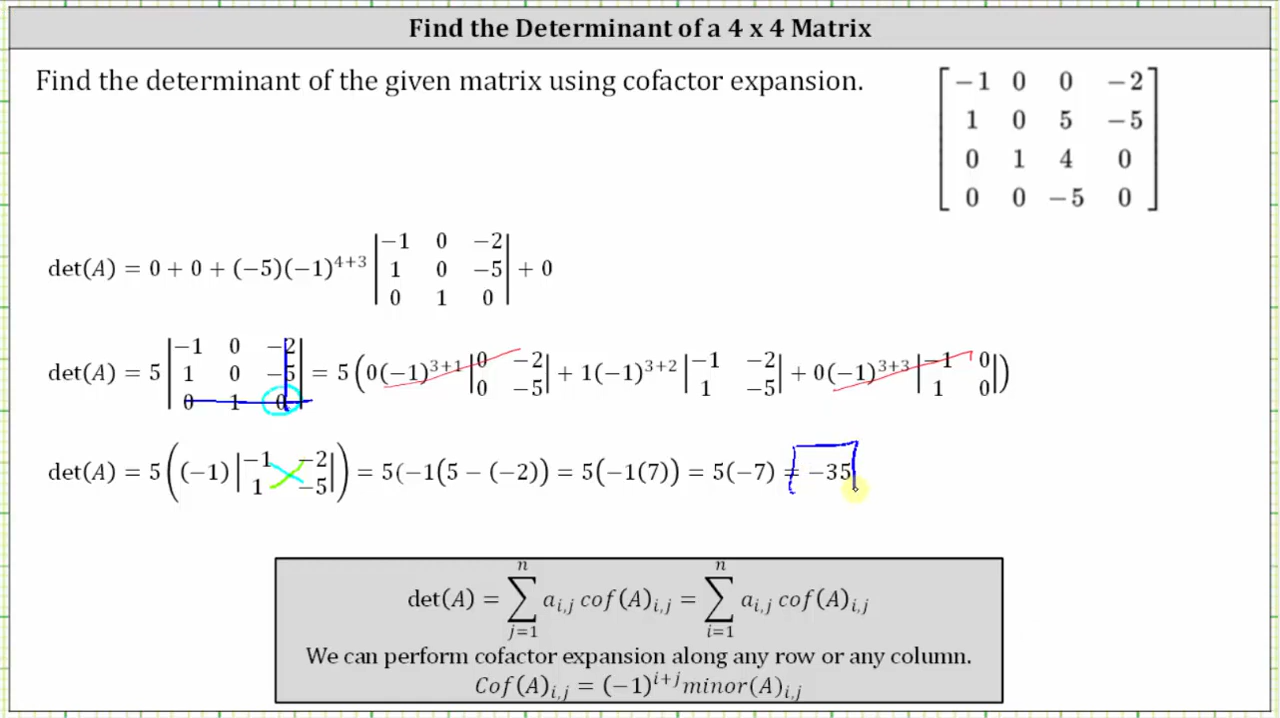 Find the Determinant of a 4 x 4 Matrix
Find the determinant of the given matrix using cofactor expansion.
[−1 0 0 −2]
[1 0 5 −5]
[0 1 4 0]
[0 0 −5 0]
det(A) = 0 + 0 + (−5)(−1)⁴⁺³ |−1 0 −2; 1 0 −5; 0 1 0| + 0
det(A) = 5 |−1 0 −2; 1 0 −5; 0 1 0| = 5 (0(−1)³⁺¹ |0 −2; 0 −5| + 1(−1)³⁺² |−1 −2; 1 −5| + 0(−1)³⁺³ |−1 0; 1 0|)
det(A) = 5 ((−1) |−1 −2; 1 −5|) = 5(−1(5 − (−2)) = 5(−1(7)) = 5(−7) = −35
det(A) = ∑ⁿⱼ₌₁ aᵢ,ⱼ cof(A)ᵢ,ⱼ = ∑ⁿᵢ₌₁ aᵢ,ⱼ cof(A)ᵢ,ⱼ
We can perform cofactor expansion along any row or any column.
Cof(A)ᵢ,ⱼ = (−1)ⁱ⁺ʲminor(A)ᵢ,ⱼ